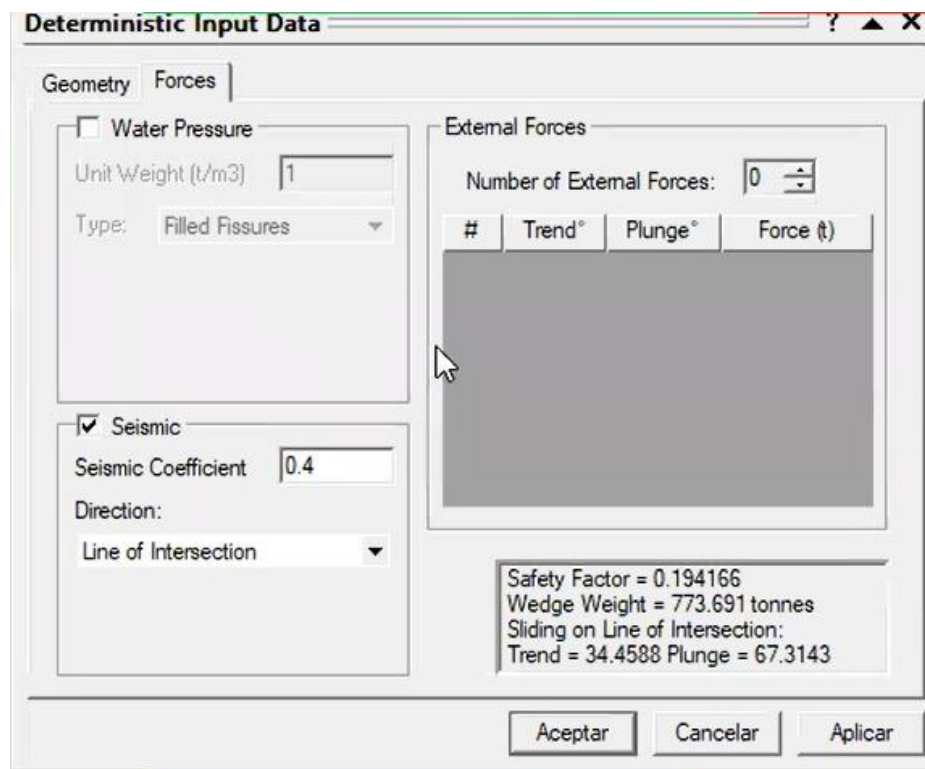 Deterministic Input Data
? ▲ X
Geometry Forces
Water Pressure
Unit Weight (t/m3) 1
Type: Filled Fissures
Seismic
Seismic Coefficient 0.4
Direction:
Line of Intersection
External Forces
Number of External Forces: 0
# Trend° Plunge° Force (t)
Safety Factor = 0.194166
Wedge Weight = 773.691 tonnes
Sliding on Line of Intersection:
Trend = 34.4588 Plunge = 67.3143
Aceptar Cancelar Aplicar